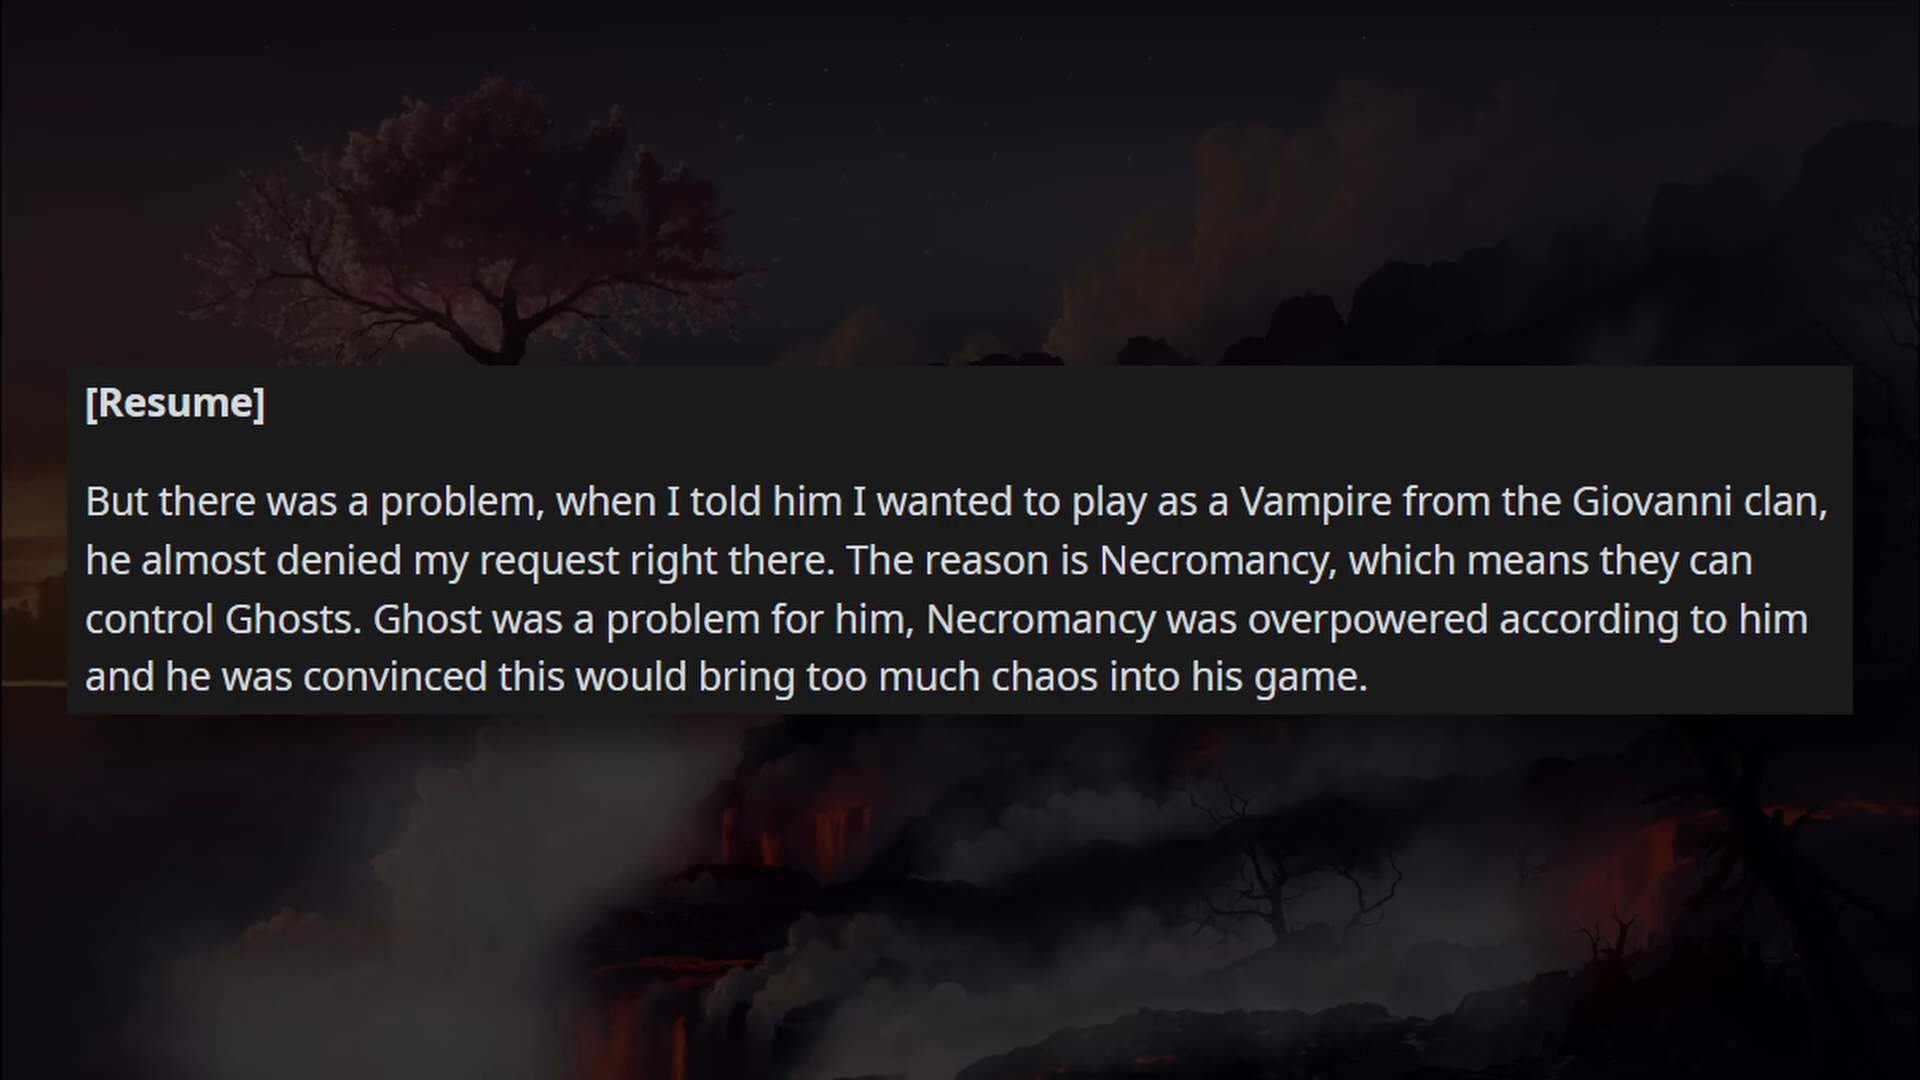 [Resume]
But there was a problem, when I told him I wanted to play as a Vampire from the Giovanni clan,
he almost denied my request right there. The reason is Necromancy, which means they can
control Ghosts. Ghost was a problem for him, Necromancy was overpowered according to him
and he was convinced this would bring too much chaos into his game.